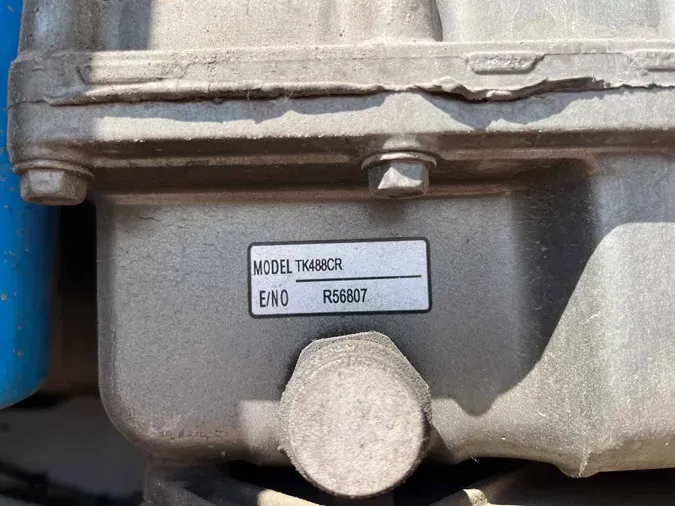 MODEL TK488CR
E/NO R56807